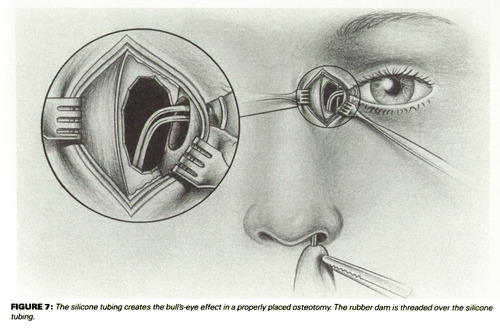 FIGURE 7: The silicone tubing creates the bull's-eye effect in a properly placed osteotomy. The rubber dam is threaded over the silicone
tubing.